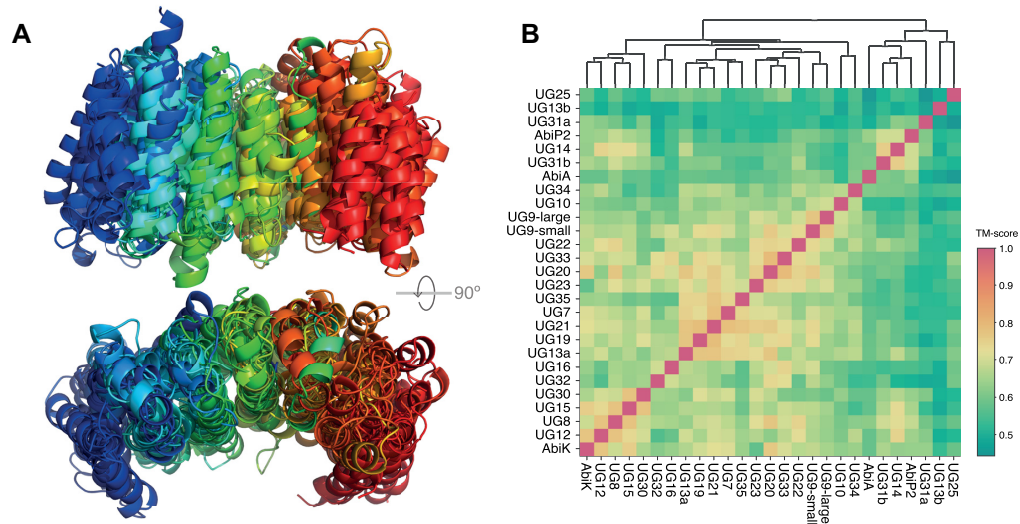 A
B
90º
UG25
UG13b
UG31a
AbiP2
UG14
UG31b
AbiA
UG34
UG10
UG9-large
UG9-small
UG22
UG33
UG20
UG23
UG35
UG7
UG21
UG19
UG13a
UG16
UG32
UG30
UG15
UG8
UG12
AbiK
AbiK
UG12
UG8
UG15
UG30
UG32
UG16
UG13a
UG19
UG21
UG7
UG35
UG23
UG20
UG33
UG22
UG9-small
UG9-large
UG10
UG34
AbiA
UG31b
UG14
AbiP2
UG31a
UG13b
UG25
TM-score
1.0
0.9
0.8
0.7
0.6
0.5